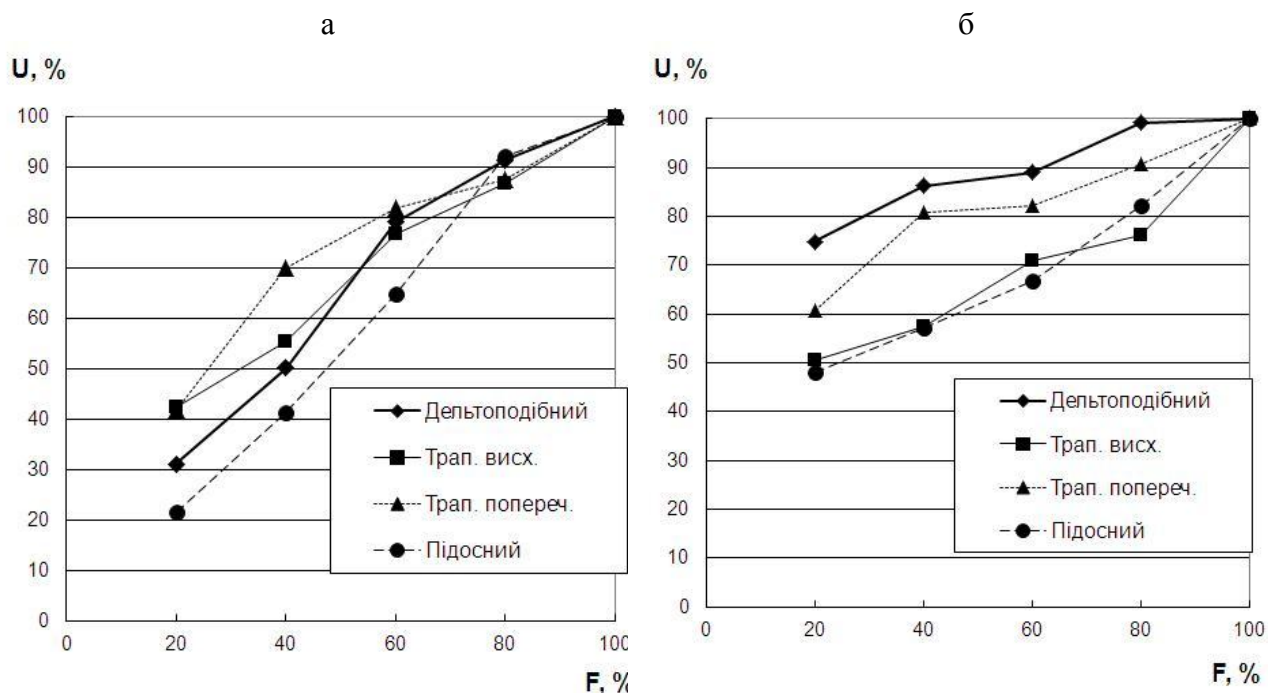 а
U, %
100
90
80
70
60
50
40
30
20
10
0
Дельтоподібний
Трап. висх.
Трап. попереч.
Підосний
0 20 40 60 80 100
F, %
б
U, %
100
90
80
70
60
50
40
30
20
10
0
Дельтоподібний
Трап. висх.
Трап. попереч.
Підосний
0 20 40 60 80 100
F, %